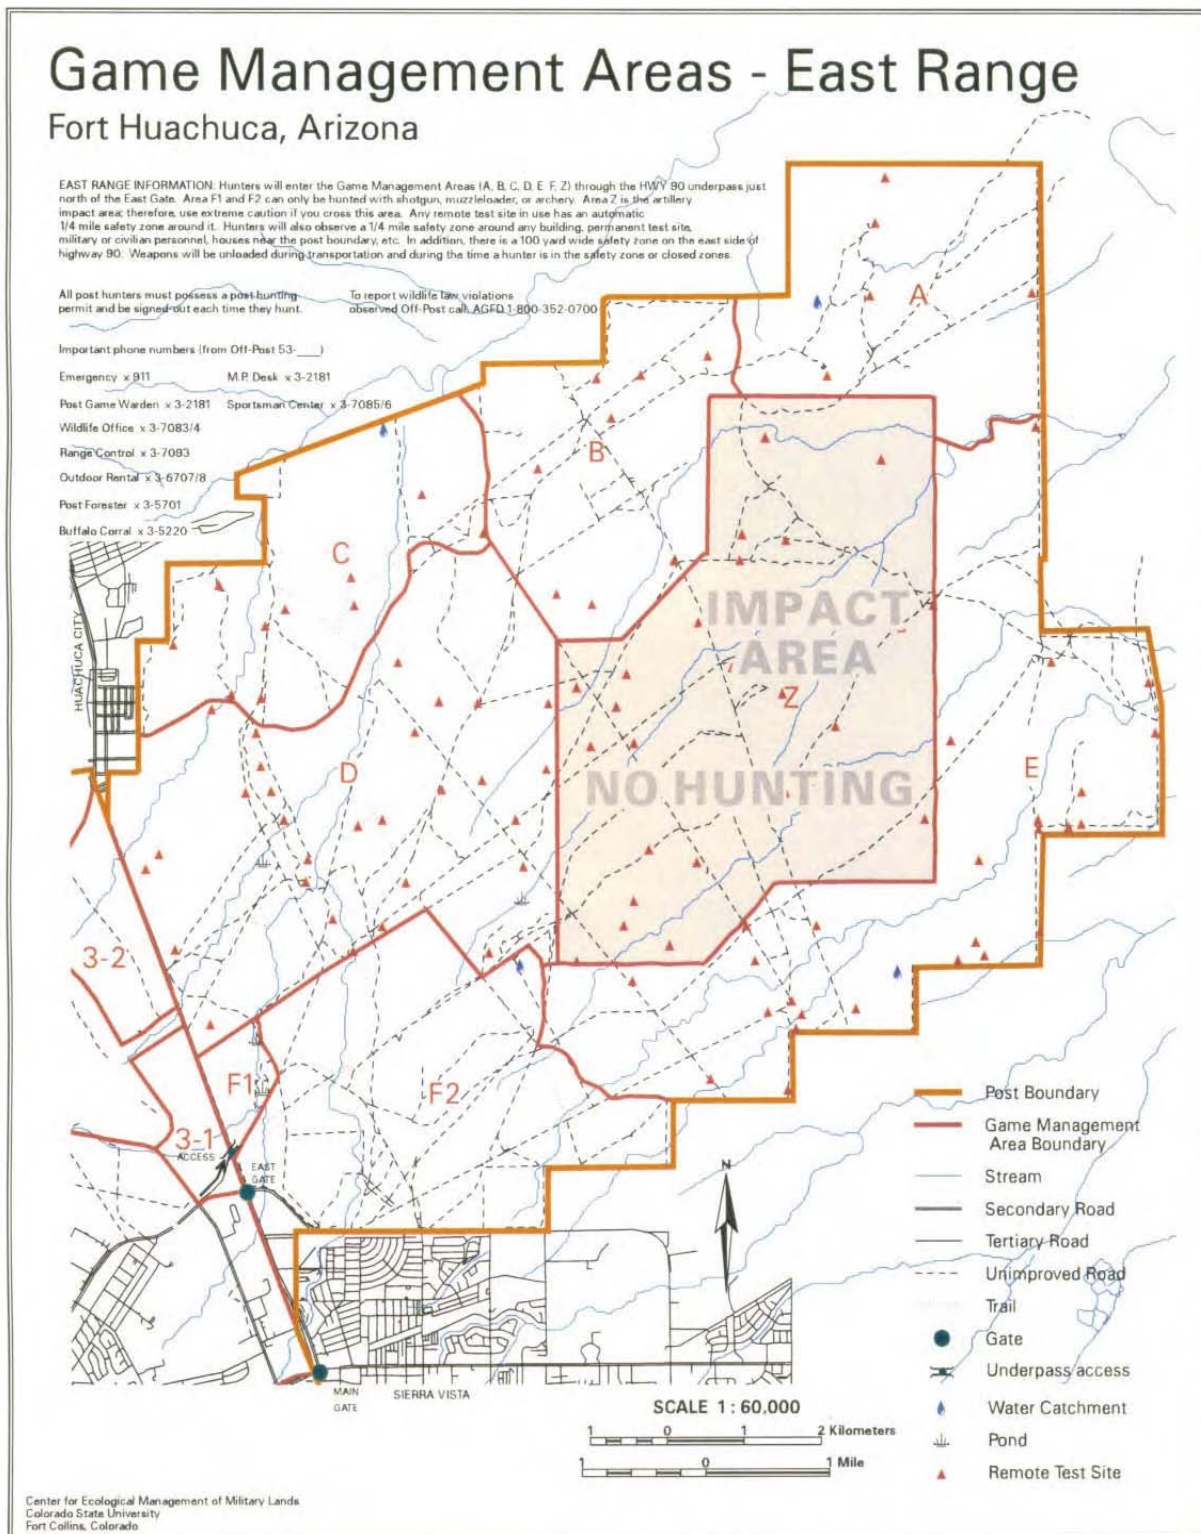 Game Management Areas - East Range
Fort Huachuca, Arizona
EAST RANGE INFORMATION: Hunters will enter the Game Management Areas (A, B, C, D, E, F, Z) through the HWY 90 underpass just
north of the East Gate. Area F1 and F2 can only be hunted with shotgun, muzzleloader, or archery. Area Z is the artillery
impact area; therefore, use extreme caution if you cross this area. Any remote test site in use has an automatic
1/4 mile safety zone around it. Hunters will also observe a 1/4 mile safety zone around any building, permanent test site,
military or civilian personnel, houses near the post boundary, etc. In addition, there is a 100 yard wide safety zone on the east side of
highway 90. Weapons will be unloaded during transportation and during the time a hunter is in the safety zone or closed zones.
All post hunters must possess a post hunting
permit and be signed-out each time they hunt.
To report wildlife law violations
observed Off-Post call, AGFD 1-800-352-0700
Important phone numbers (from Off-Post 53-____)
Emergency x 911 M.P. Desk x 3-2181
Post Game Warden x 3-2181 Sportsman Center x 3-7085/6
Wildlife Office x 3-7083/4
Range Control x 3-7083
Outdoor Rental x 3-6707/8
Post Forester x 3-5701
Buffalo Corral x 3-5220
A
B
C
HUACHUCA CITY
IMPACT
AREA
Z
NO HUNTING
D
E
3-2
F1
F2
3-1
ACCESS
EAST
GATE
N
MAIN
GATE
SIERRA VISTA
Post Boundary
Game Management
Area Boundary
Stream
Secondary Road
Tertiary Road
Unimproved Road
Trail
Gate
Underpass access
Water Catchment
Pond
Remote Test Site
SCALE 1 : 60,000
1 0 1 2 Kilometers
1 0 1 Mile
Center for Ecological Management of Military Lands
Colorado State University
Fort Collins, Colorado